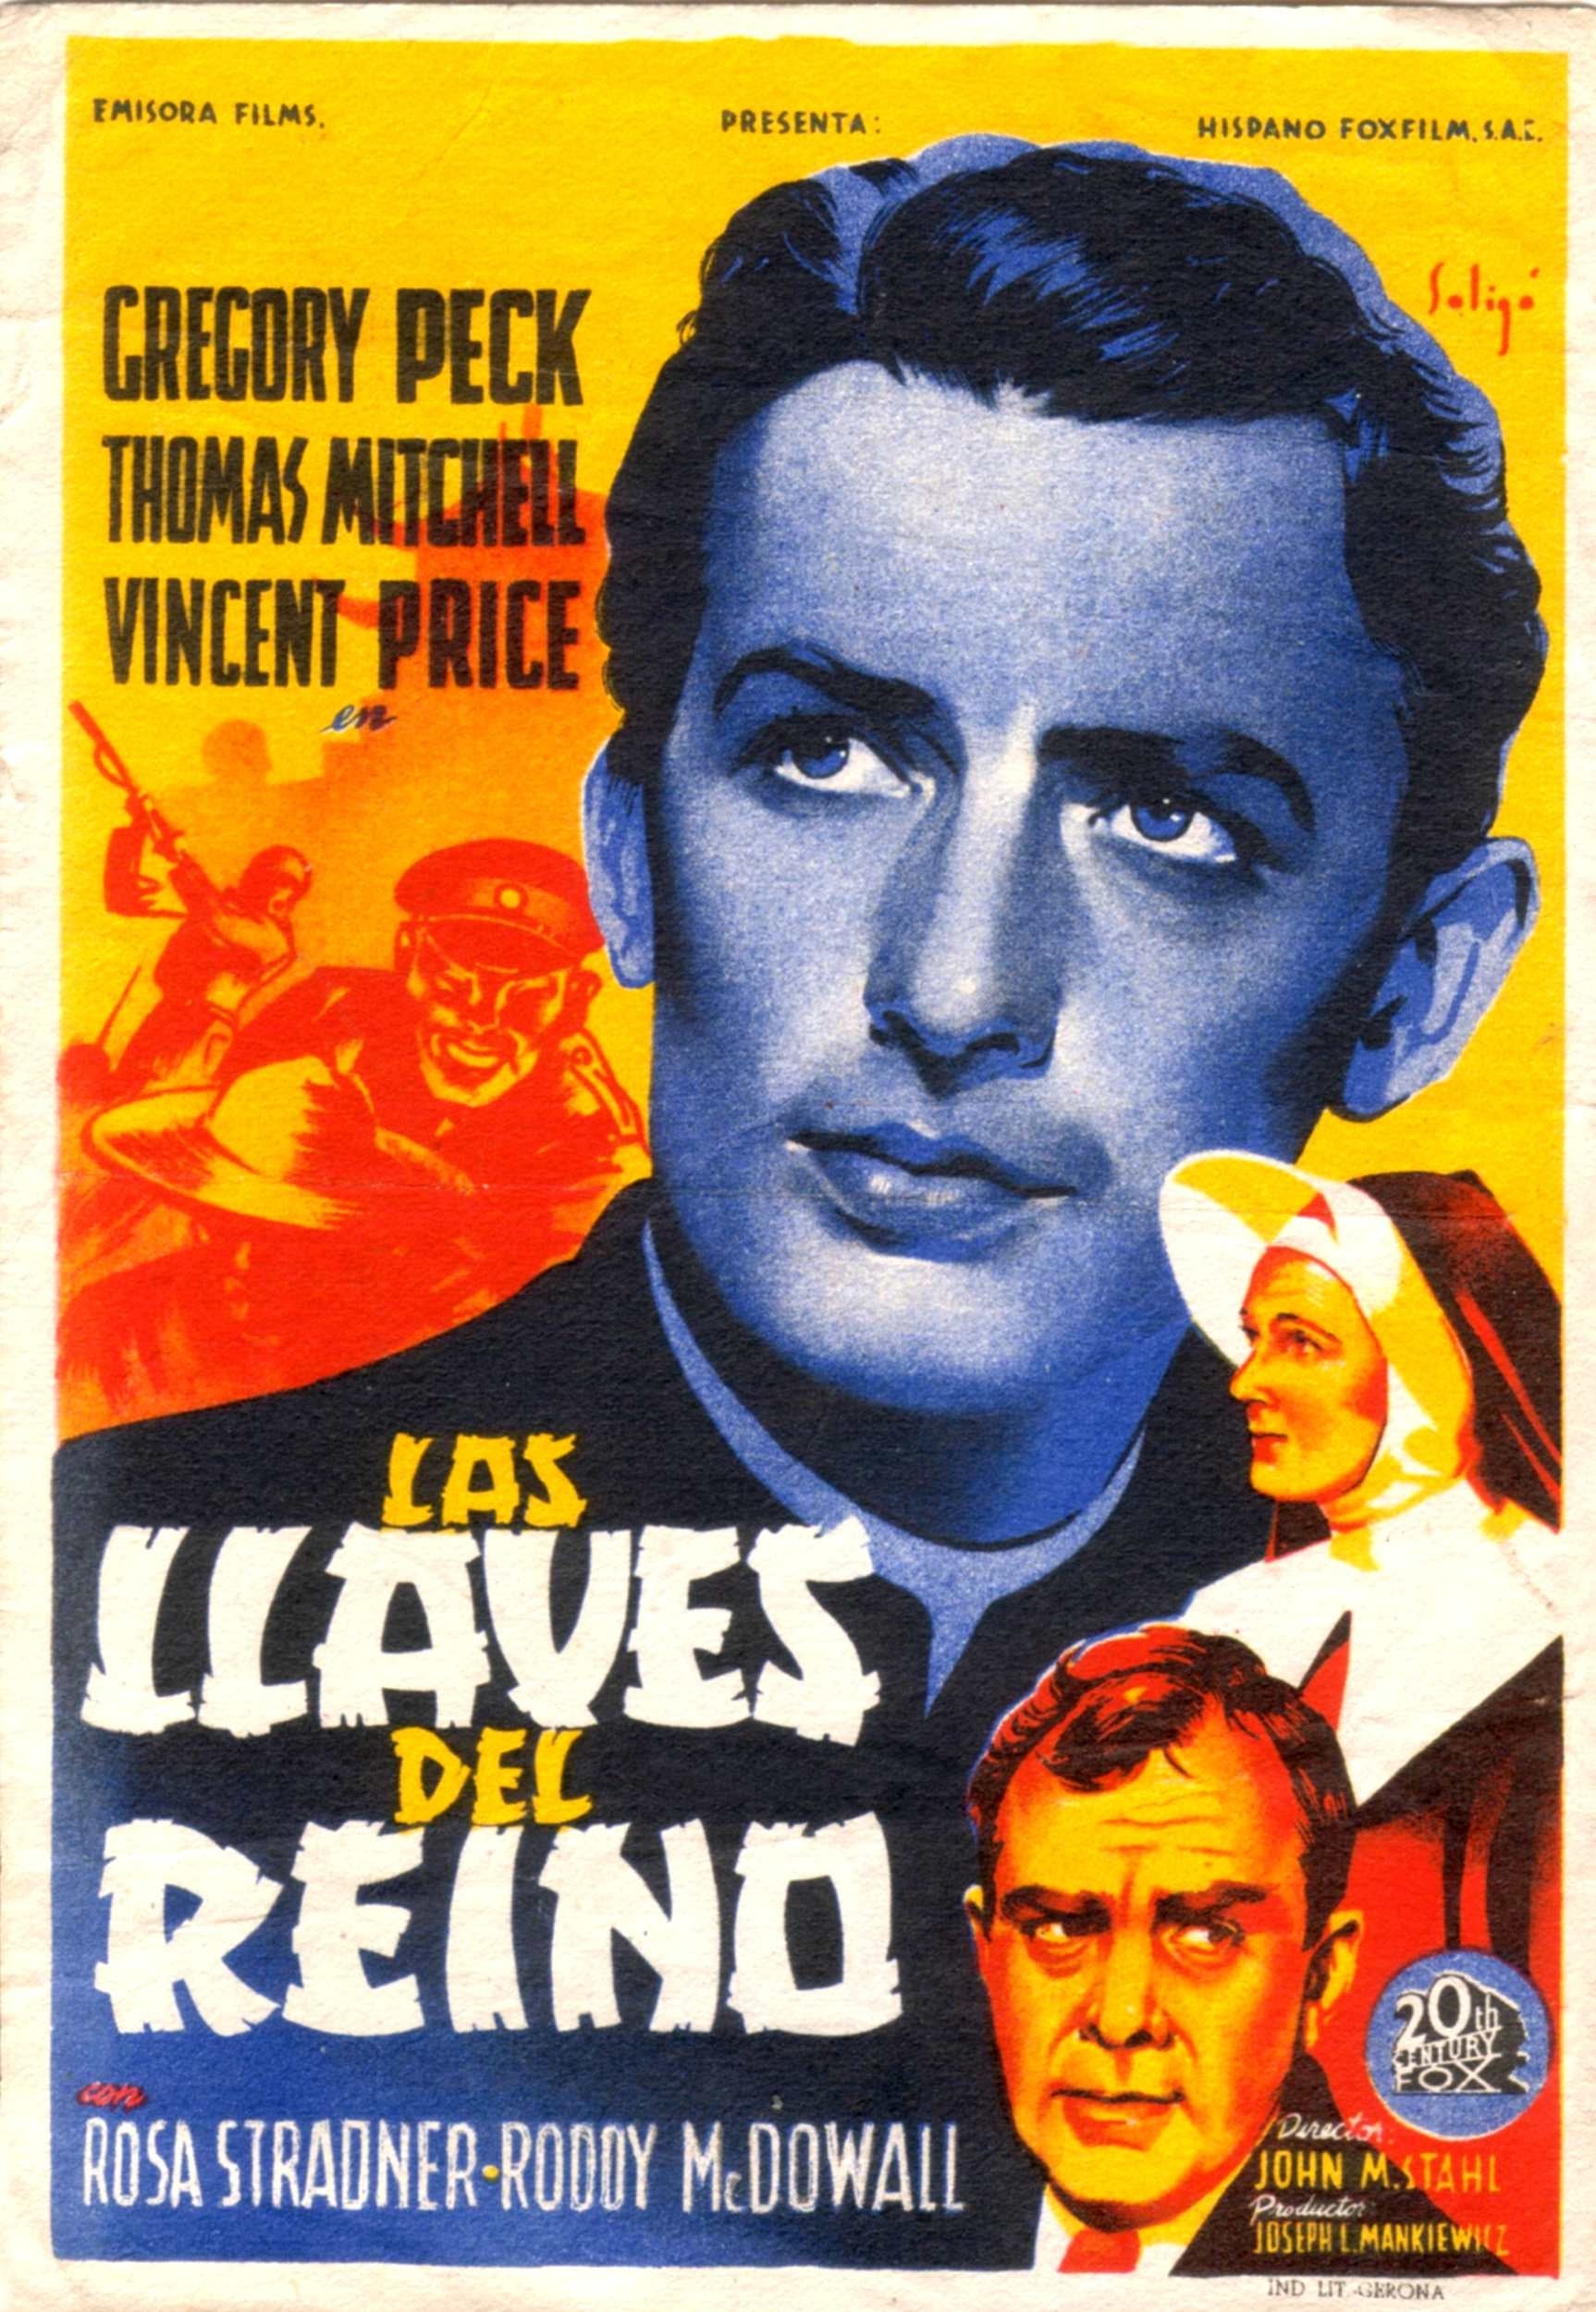 EMISORA FILMS.
PRESENTA:
HISPANO FOXFILM, S.A.E.
Soligó
GREGORY PECK
THOMAS MITCHELL
VINCENT PRICE
en
LAS
LLAVES
DEL
REINO
con
ROSA STRADNER·RODDY McDOWALL
20th
CENTURY
FOX
Director:
JOHN M. STAHL
Productor:
JOSEPH L. MANKIEWICZ
IND LIT.-GERONA